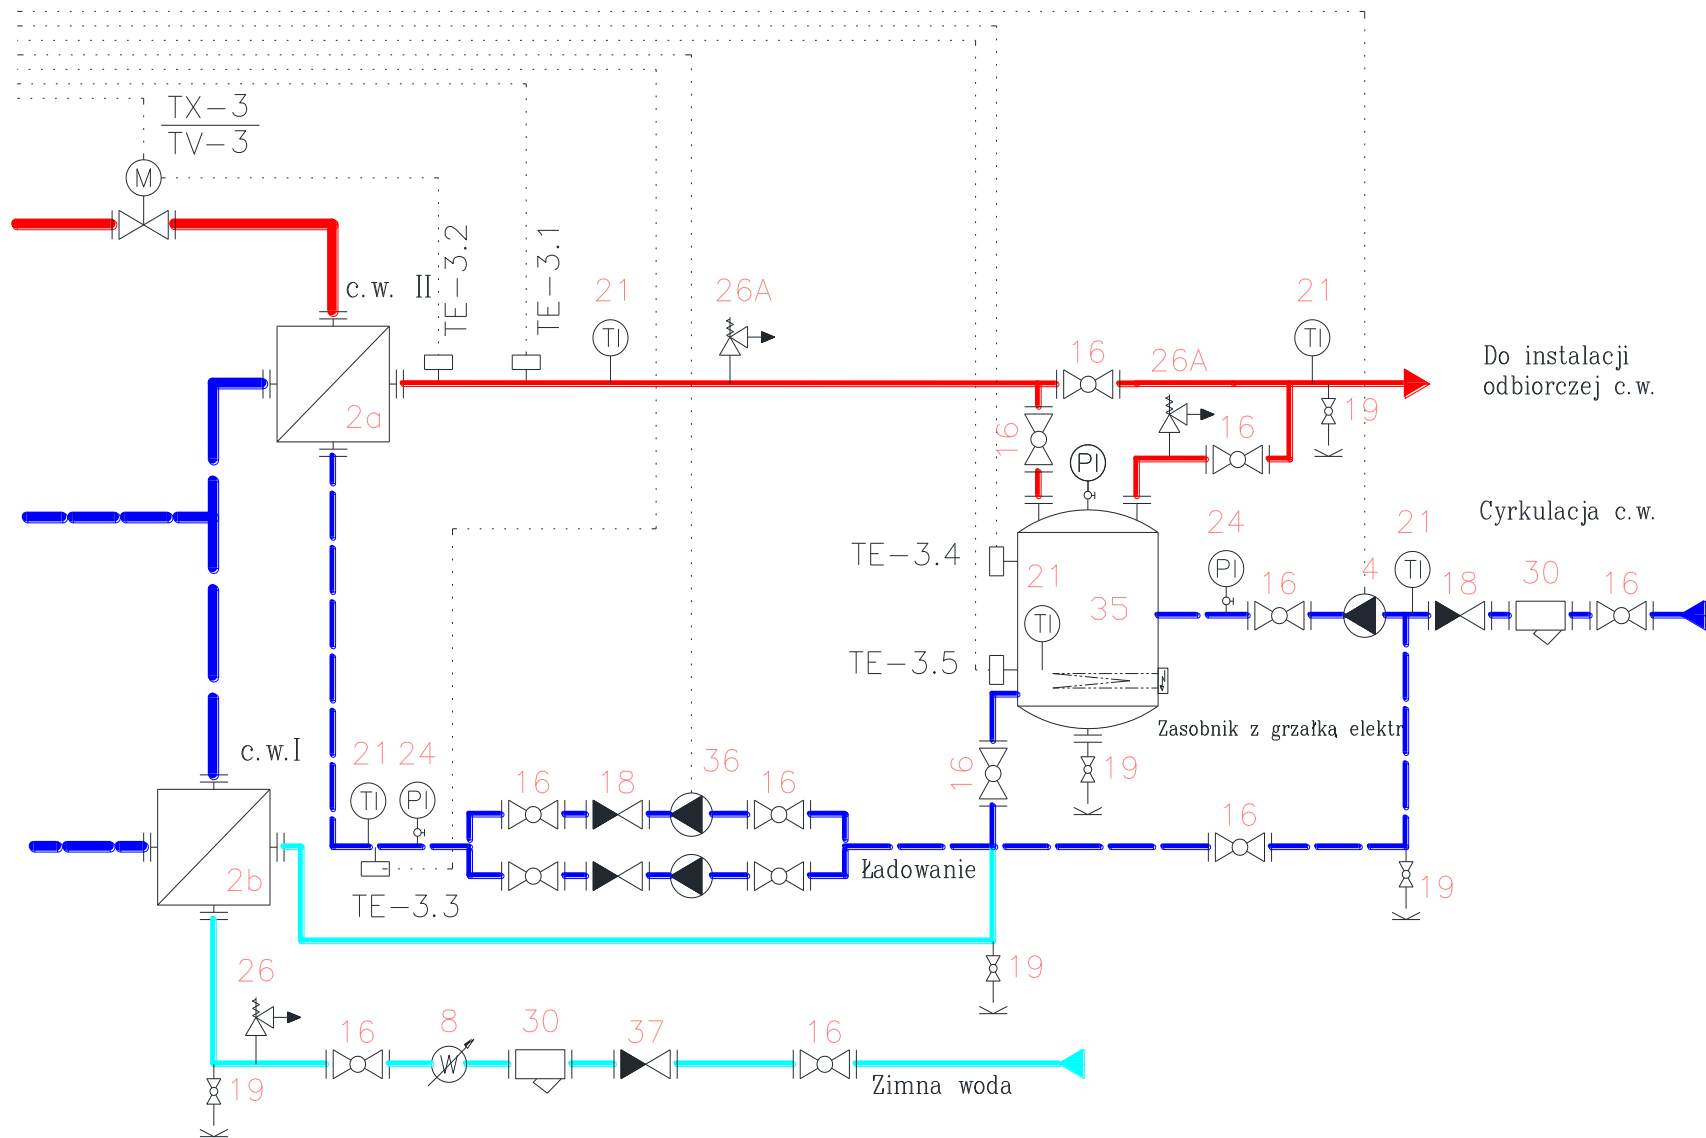 TX-3
TV-3
M
TE-3.2
TE-3.1
c.w. II
21
26A
21
TI
TI
16
26A
Do instalacji
odbiorczej c.w.
2a
16
16
19
PI
Cyrkulacja c.w.
24
21
TE-3.4
21
35
PI
16
4
TI
18
30
16
TI
TE-3.5
Zasobnik z grzałką elektr
c.w.I
21
24
16
18
36
16
16
19
16
TI
PI
2b
Ładowanie
19
TE-3.3
26
19
16
8
30
37
16
W
19
Zimna woda